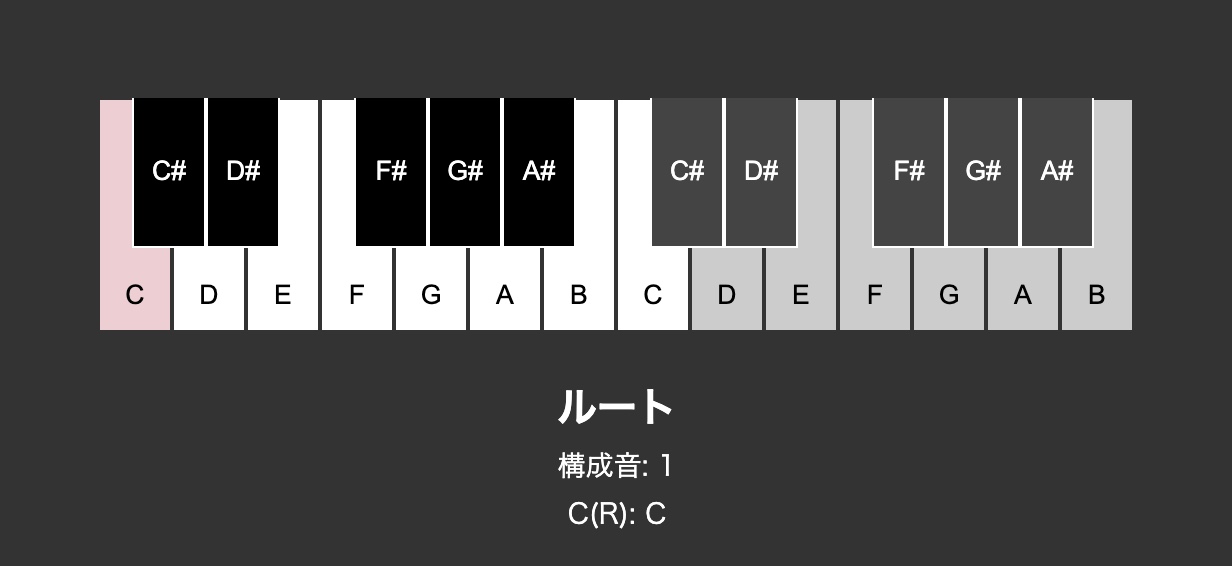 C# D# F# G# A# C# D# F# G# A#
C D E F G A B C D E F G A B
ルート
構成音: 1
C(R): C